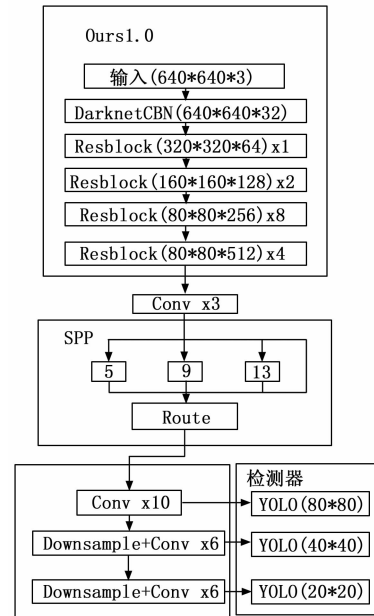 Ours1.0
输入(640*640*3)
DarknetCBN(640*640*32)
Resblock(320*320*64)x1
Resblock(160*160*128)x2
Resblock(80*80*256)x8
Resblock(80*80*512)x4
Conv x3
SPP
5 9 13
Route
检测器
Conv x10 YOLO(80*80)
Downsample+Conv x6 YOLO(40*40)
Downsample+Conv x6 YOLO(20*20)